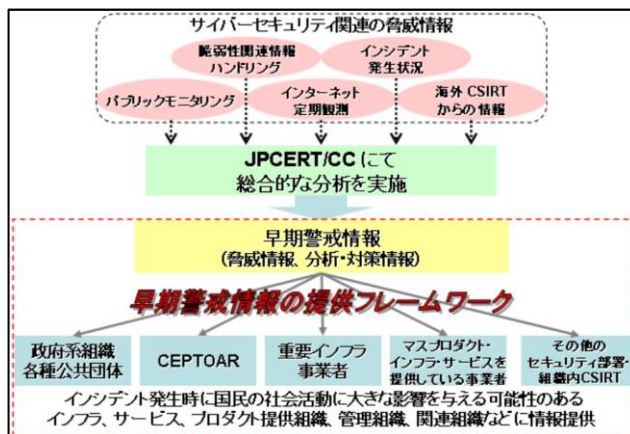 サイバーセキュリティ関連の脅威情報
脆弱性関連情報
ハンドリング
インシデント
発生状況
パブリックモニタリング
インターネット
定期観測
海外 CSIRT
からの情報
JPCERT/CC にて
総合的な分析を実施
早期警戒情報
(脅威情報、分析・対策情報)
早期警戒情報の提供フレームワーク
政府系組織
各種公共団体
CEPTOAR
重要インフラ
事業者
マスプロダクト・
インフラ・サービスを
提供している事業者
その他の
セキュリティ部署・
組織内CSIRT
インシデント発生時に国民の社会活動に大きな影響を与える可能性のある
インフラ、サービス、プロダクト提供組織、管理組織、関連組織などに情報提供